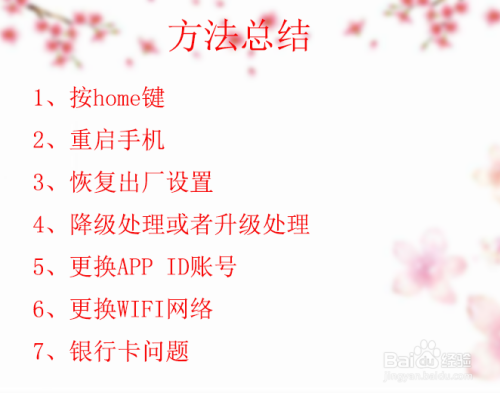 方法总结
1、按home键
2、重启手机
3、恢复出厂设置
4、降级处理或者升级处理
5、更换APP ID账号
6、更换WIFI网络
7、银行卡问题
Baidu经验
jingyan.baidu.com